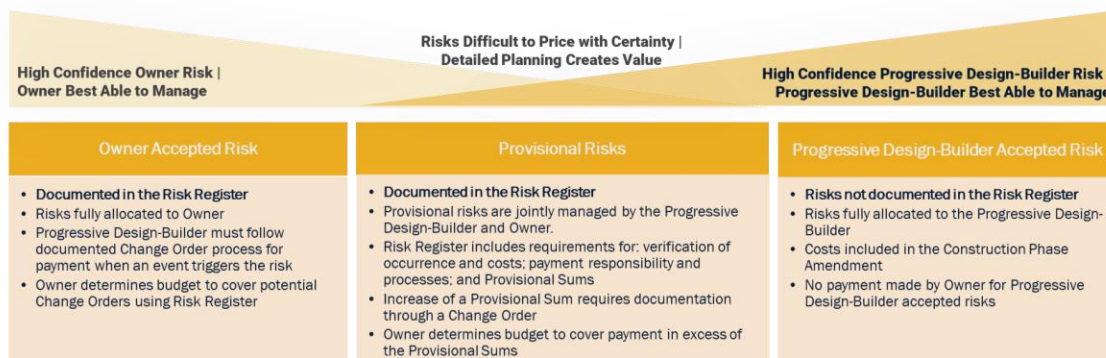 High Confidence Owner Risk |
Owner Best Able to Manage
Risks Difficult to Price with Certainty |
Detailed Planning Creates Value
High Confidence Progressive Design-Builder Risk
Progressive Design-Builder Best Able to Manage
Owner Accepted Risk
• Documented in the Risk Register
• Risks fully allocated to Owner
• Progressive Design-Builder must follow
documented Change Order process for
payment when an event triggers the risk
• Owner determines budget to cover potential
Change Orders using Risk Register
Provisional Risks
• Documented in the Risk Register
• Provisional risks are jointly managed by the Progressive
Design-Builder and Owner.
• Risk Register includes requirements for: verification of
occurrence and costs; payment responsibility and
processes; and Provisional Sums
• Increase of a Provisional Sum requires documentation
through a Change Order
• Owner determines budget to cover payment in excess of
the Provisional Sums
Progressive Design-Builder Accepted Risk
• Risks not documented in the Risk Register
• Risks fully allocated to the Progressive Design-
Builder
• Costs included in the Construction Phase
Amendment
• No payment made by Owner for Progressive
Design-Builder accepted risks